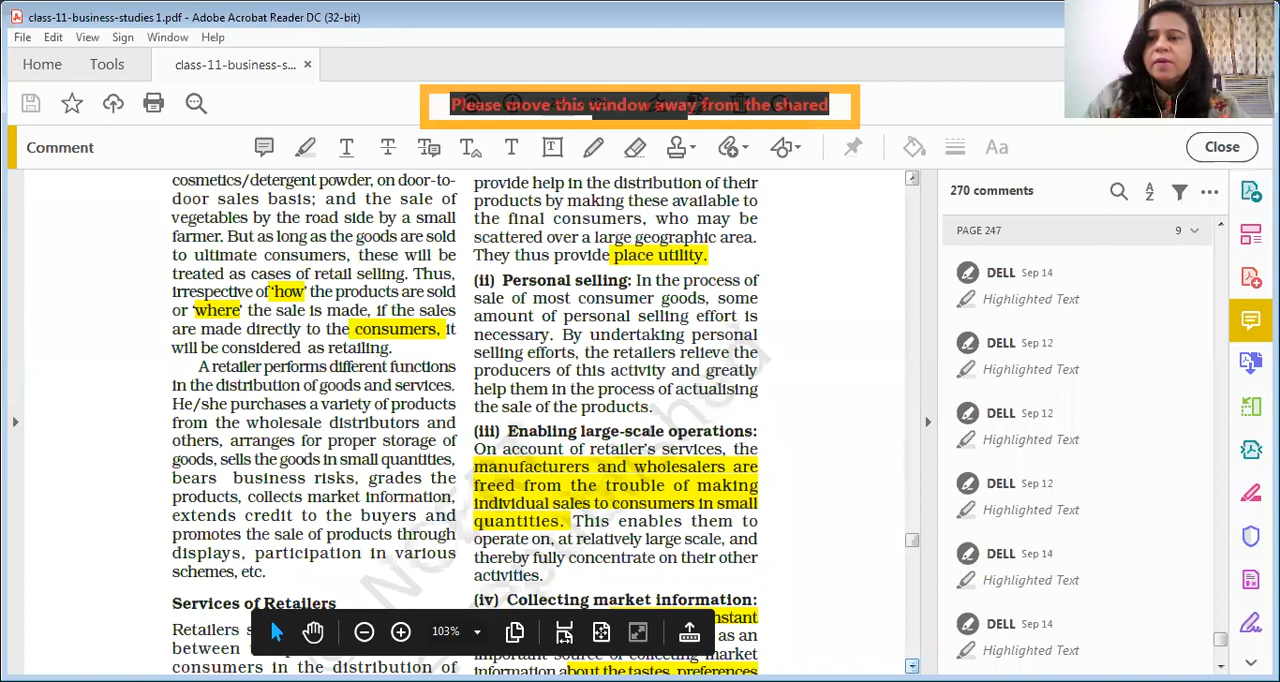 class-11-business-studies 1.pdf - Adobe Acrobat Reader DC (32-bit)
File Edit View Sign Window Help
Home Tools class-11-business-s... ×
Please move this window away from the shared
Comment
Close
cosmetics/detergent powder, on door-to-
door sales basis; and the sale of
vegetables by the road side by a small
farmer. But as long as the goods are sold
to ultimate consumers, these will be
treated as cases of retail selling. Thus,
irrespective of ‘how’ the products are sold
or ‘where’ the sale is made, if the sales
are made directly to the consumers, it
will be considered as retailing.
A retailer performs different functions
in the distribution of goods and services.
He/she purchases a variety of products
from the wholesale distributors and
others, arranges for proper storage of
goods, sells the goods in small quantities,
bears business risks, grades the
products, collects market information,
extends credit to the buyers and
promotes the sale of products through
displays, participation in various
schemes, etc.
Services of Retailers
Retailers
between
consumers in the distribution of
provide help in the distribution of their
products by making these available to
the final consumers, who may be
scattered over a large geographic area.
They thus provide place utility.
(ii) Personal selling: In the process of
sale of most consumer goods, some
amount of personal selling effort is
necessary. By undertaking personal
selling efforts, the retailers relieve the
producers of this activity and greatly
help them in the process of actualising
the sale of the products.
(iii) Enabling large-scale operations:
On account of retailer’s services, the
manufacturers and wholesalers are
freed from the trouble of making
individual sales to consumers in small
quantities. This enables them to
operate on, at relatively large scale, and
thereby fully concentrate on their other
activities.
(iv) Collecting market information:
as an
important source of collecting market
information about the tastes, preferences
103%
270 comments
PAGE 247 9
DELL Sep 14
Highlighted Text
DELL Sep 12
Highlighted Text
DELL Sep 12
Highlighted Text
DELL Sep 12
Highlighted Text
DELL Sep 14
Highlighted Text
DELL Sep 14
Highlighted Text